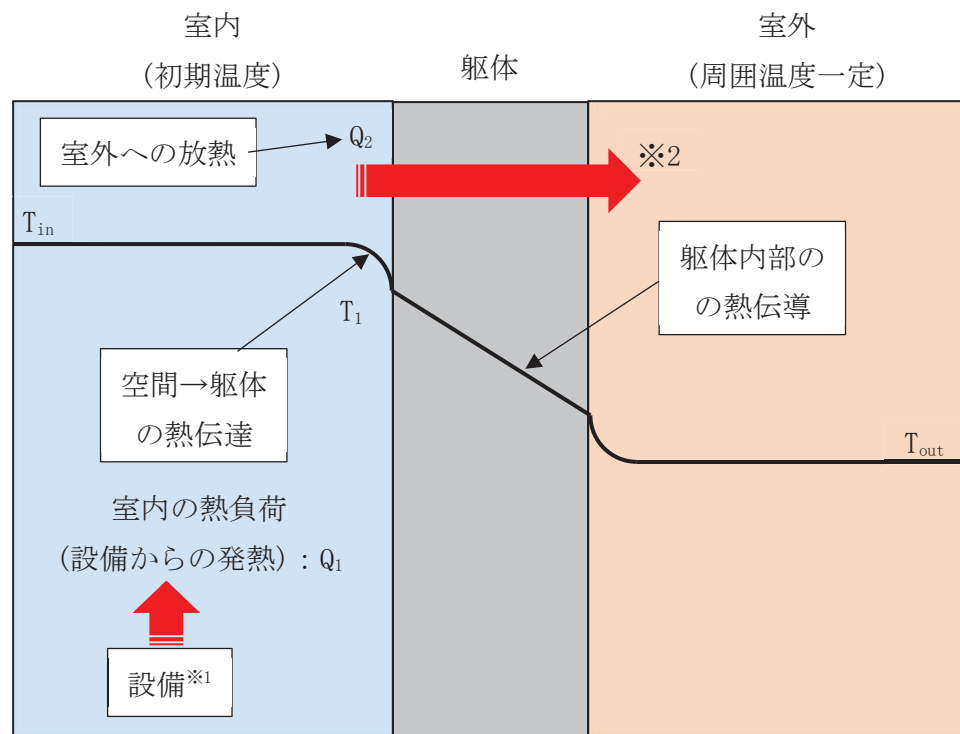 室内
(初期温度)
躯体
室外
(周囲温度一定)
室外への放熱
Q₂
※2
T_in
躯体内部の
の熱伝導
T₁
空間→躯体
の熱伝達
T_out
室内の熱負荷
(設備からの発熱)：Q₁
設備※1